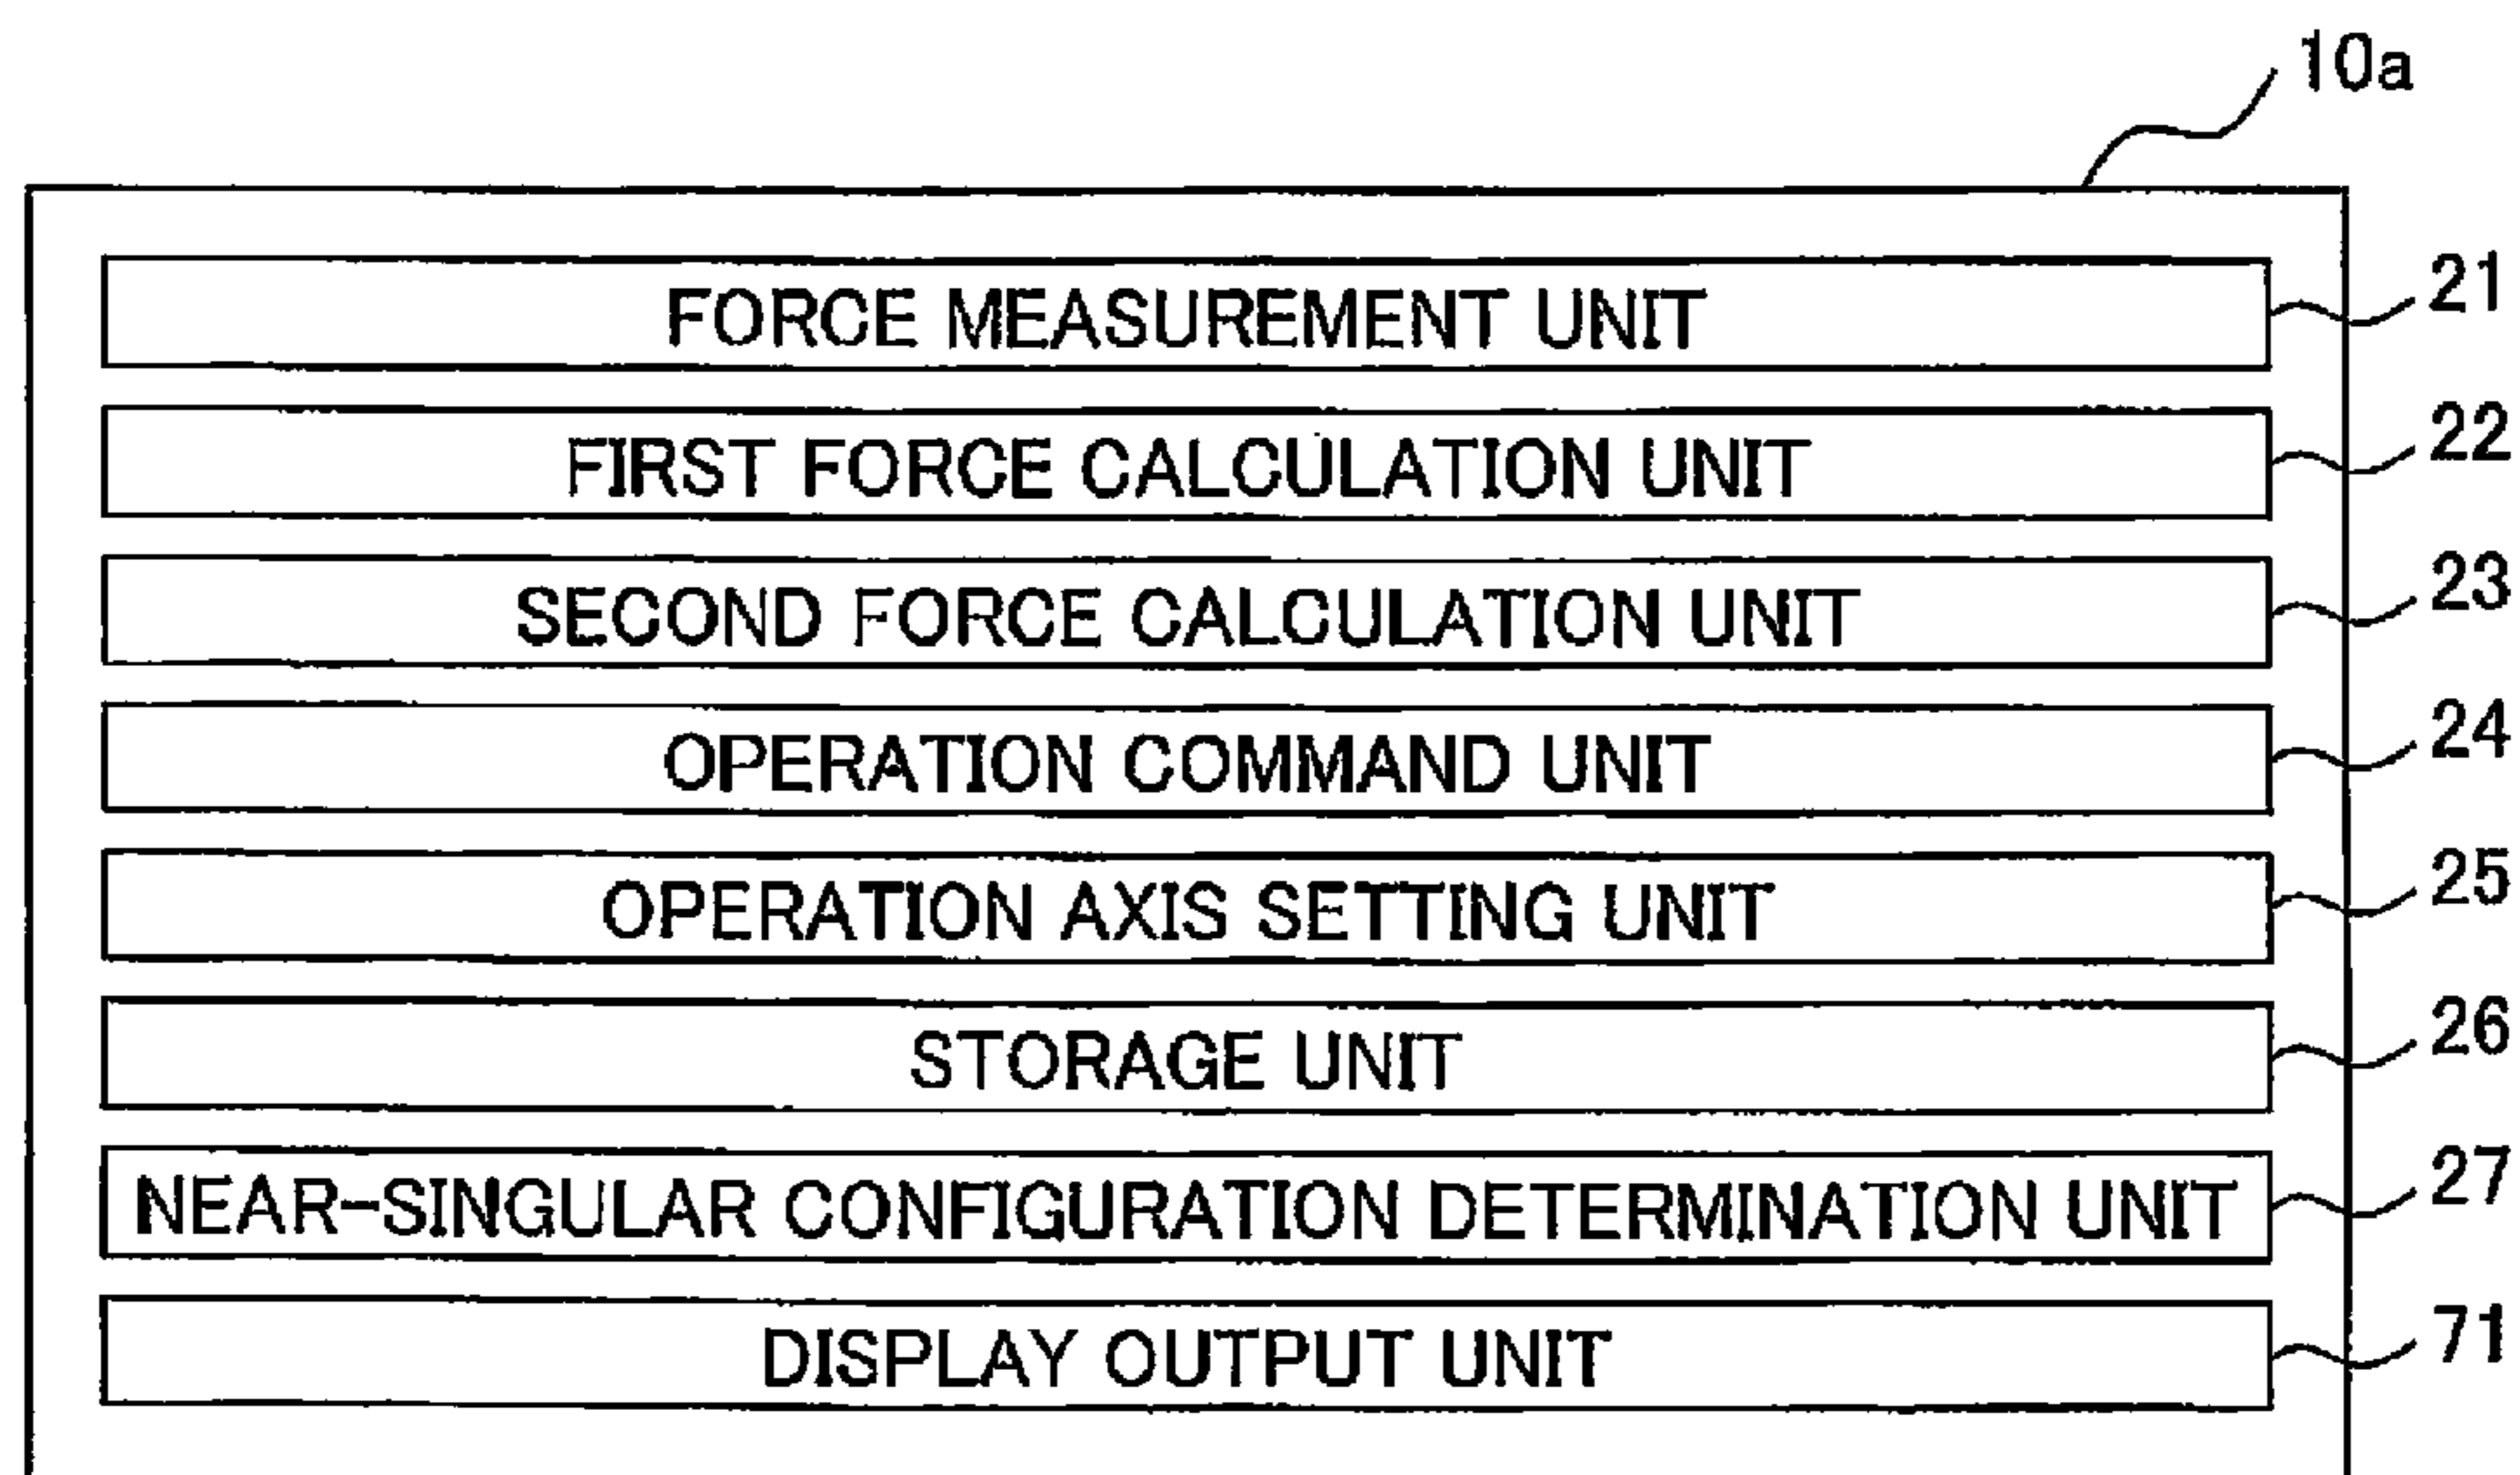 10a
FORCE MEASUREMENT UNIT 21
FIRST FORCE CALCULATION UNIT 22
SECOND FORCE CALCULATION UNIT 23
OPERATION COMMAND UNIT 24
OPERATION AXIS SETTING UNIT 25
STORAGE UNIT 26
NEAR-SINGULAR CONFIGURATION DETERMINATION UNIT 27
DISPLAY OUTPUT UNIT 71